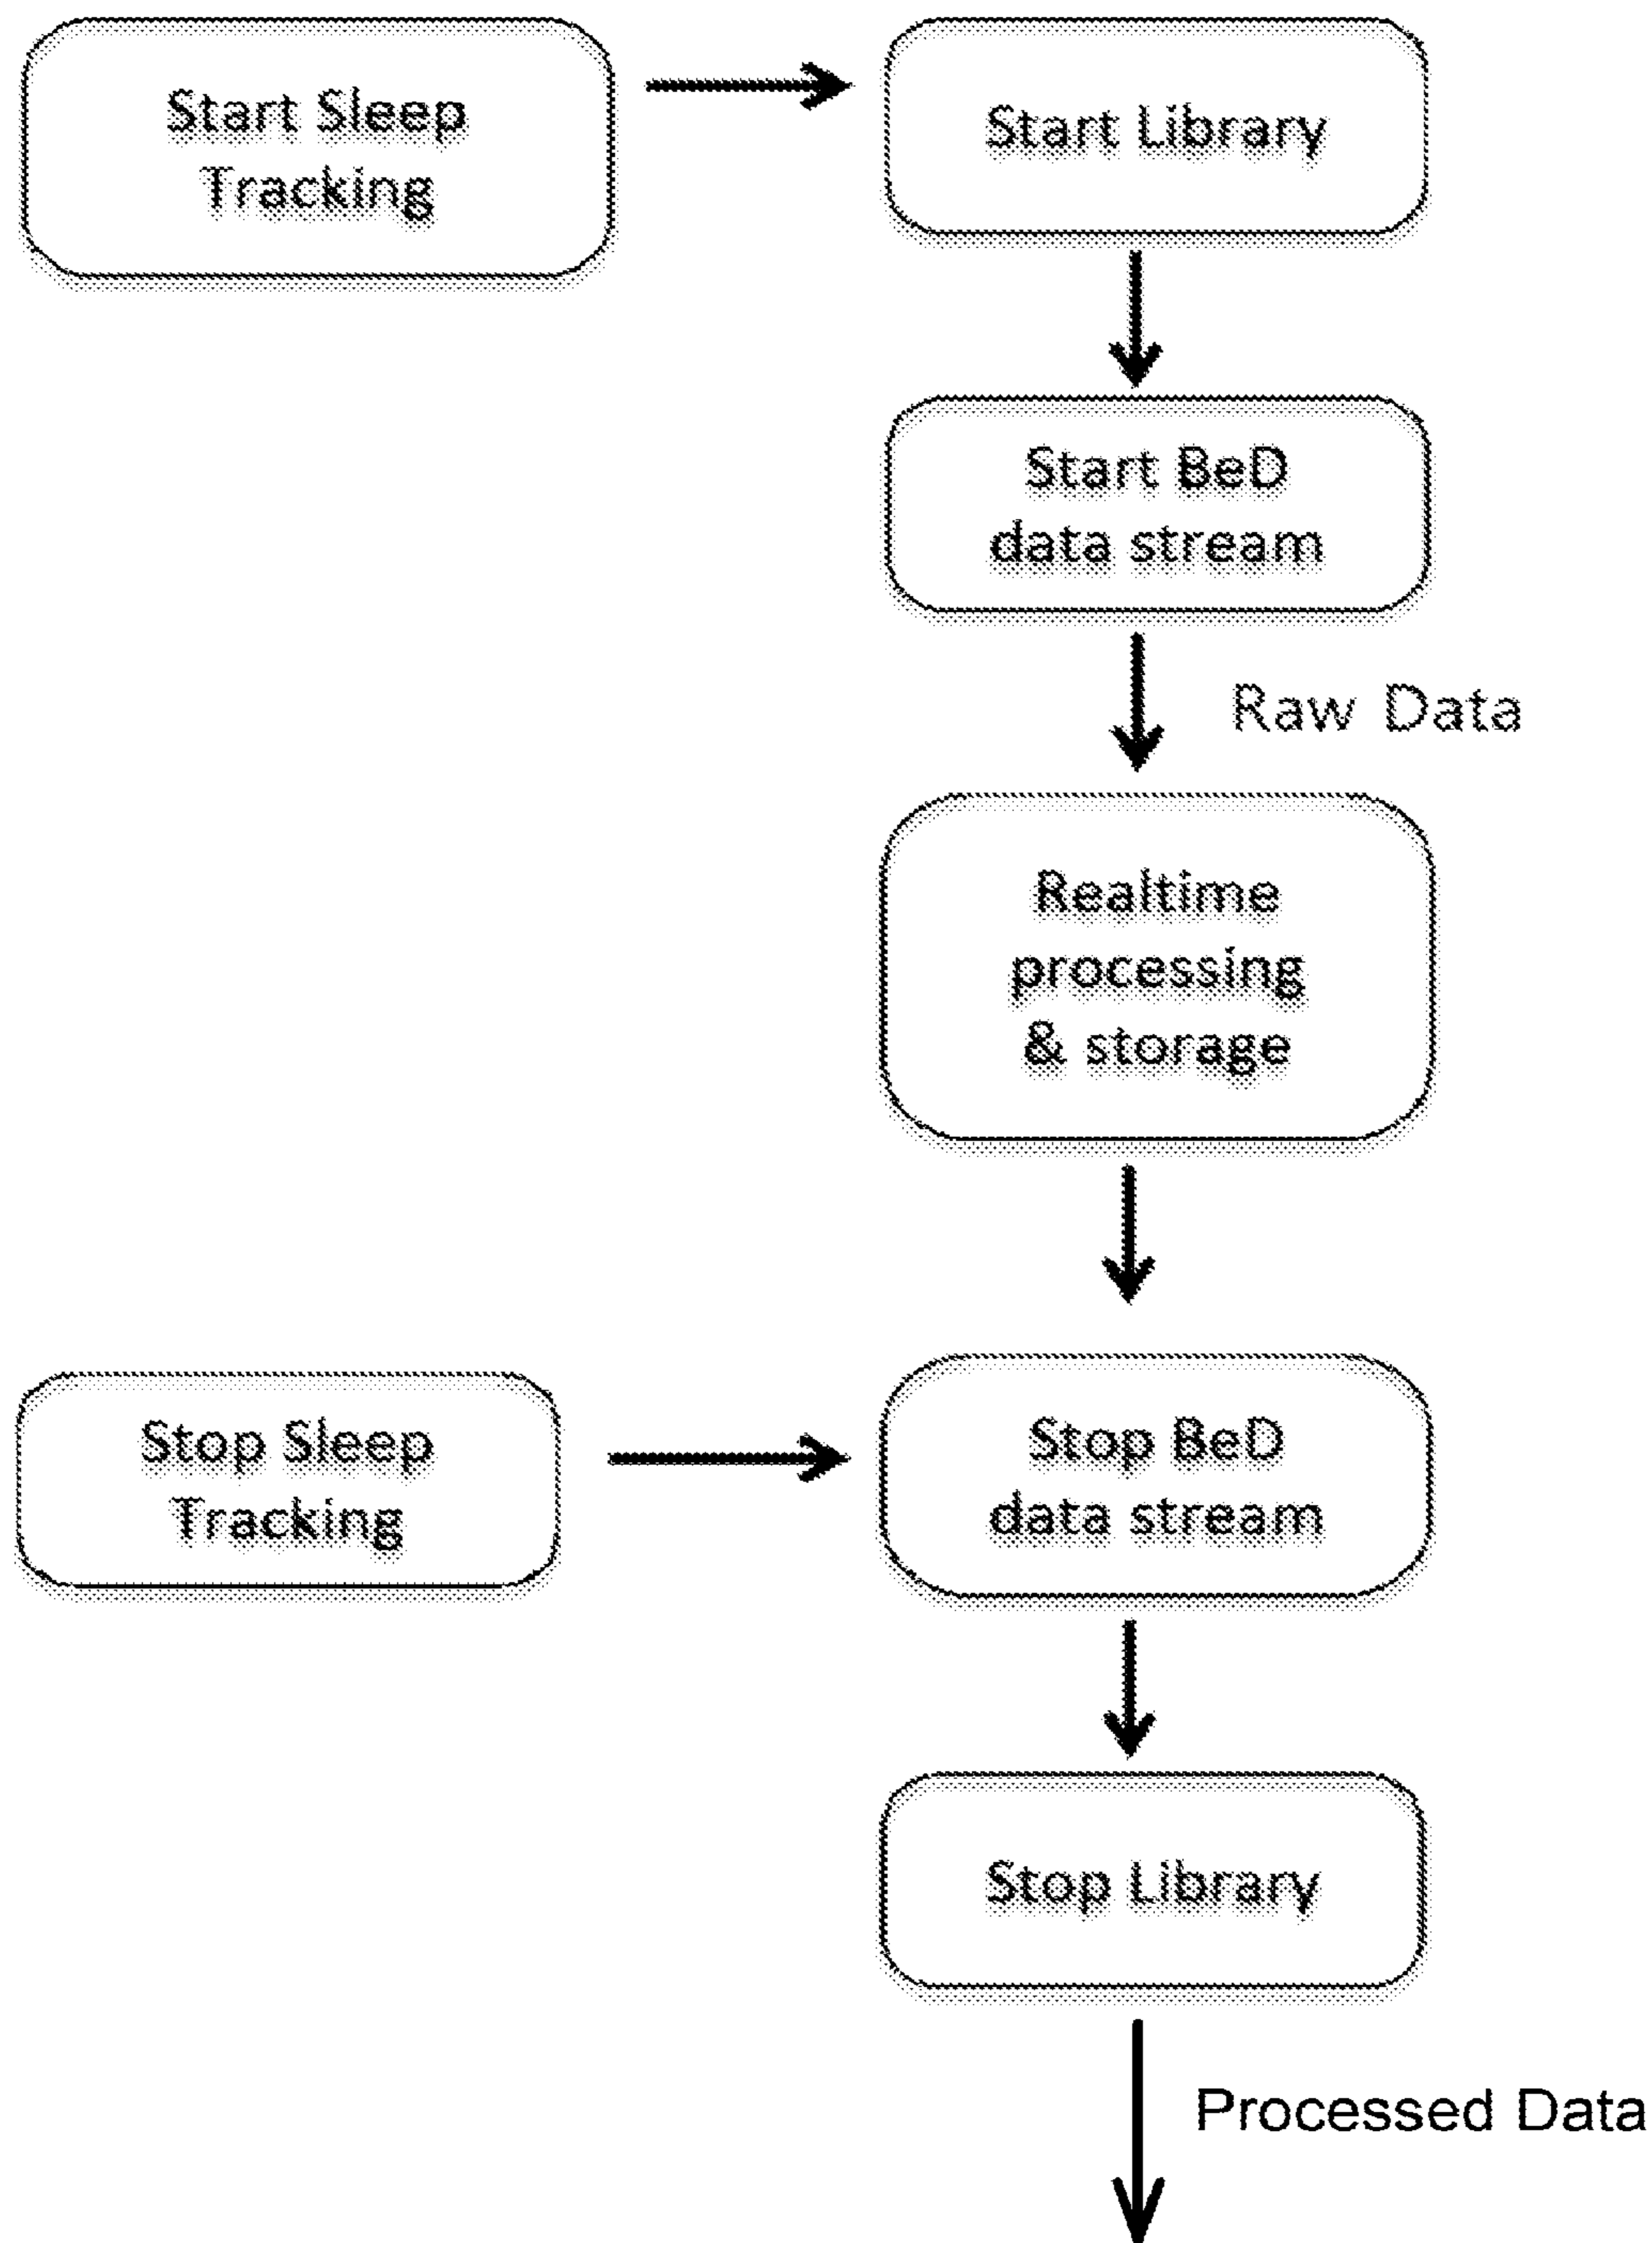 Start Sleep
Tracking
Start Library
Start BeD
data stream
Raw Data
Realtime
processing
& storage
Stop Sleep
Tracking
Stop BeD
data stream
Stop Library
Processed Data